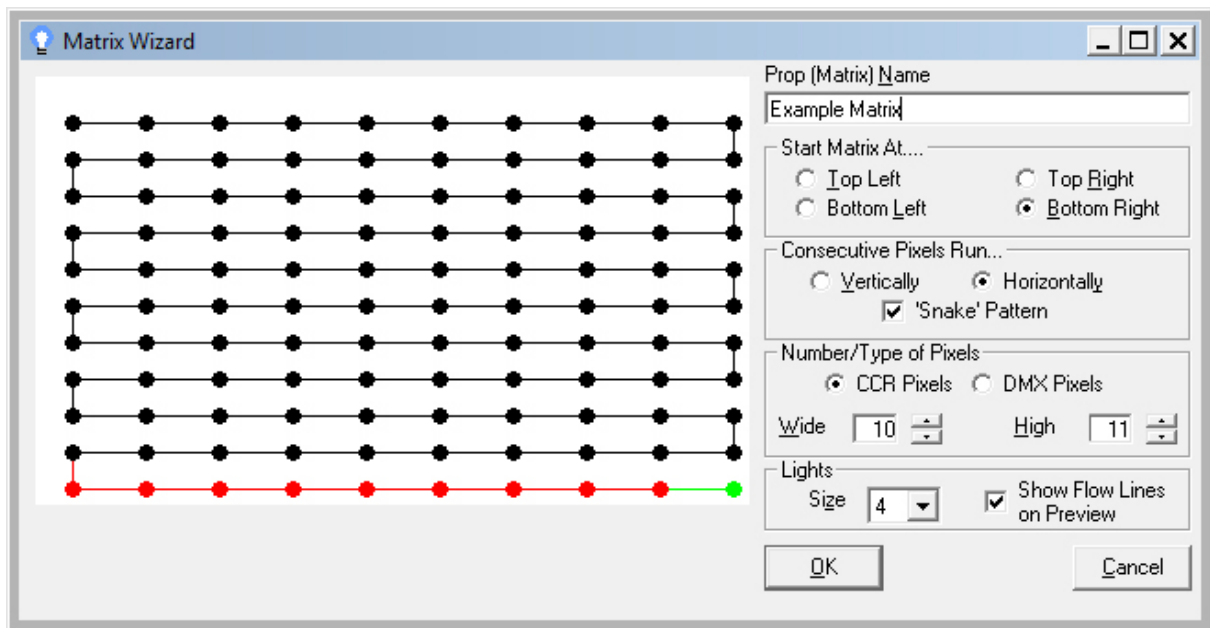 Matrix Wizard
Prop (Matrix) Name
Example Matrix
Start Matrix At....
Top Left
Top Right
Bottom Left
Bottom Right
Consecutive Pixels Run...
Vertically
Horizontally
'Snake' Pattern
Number/Type of Pixels
CCR Pixels
DMX Pixels
Wide
10
High
11
Lights
Size
4
Show Flow Lines
on Preview
OK
Cancel